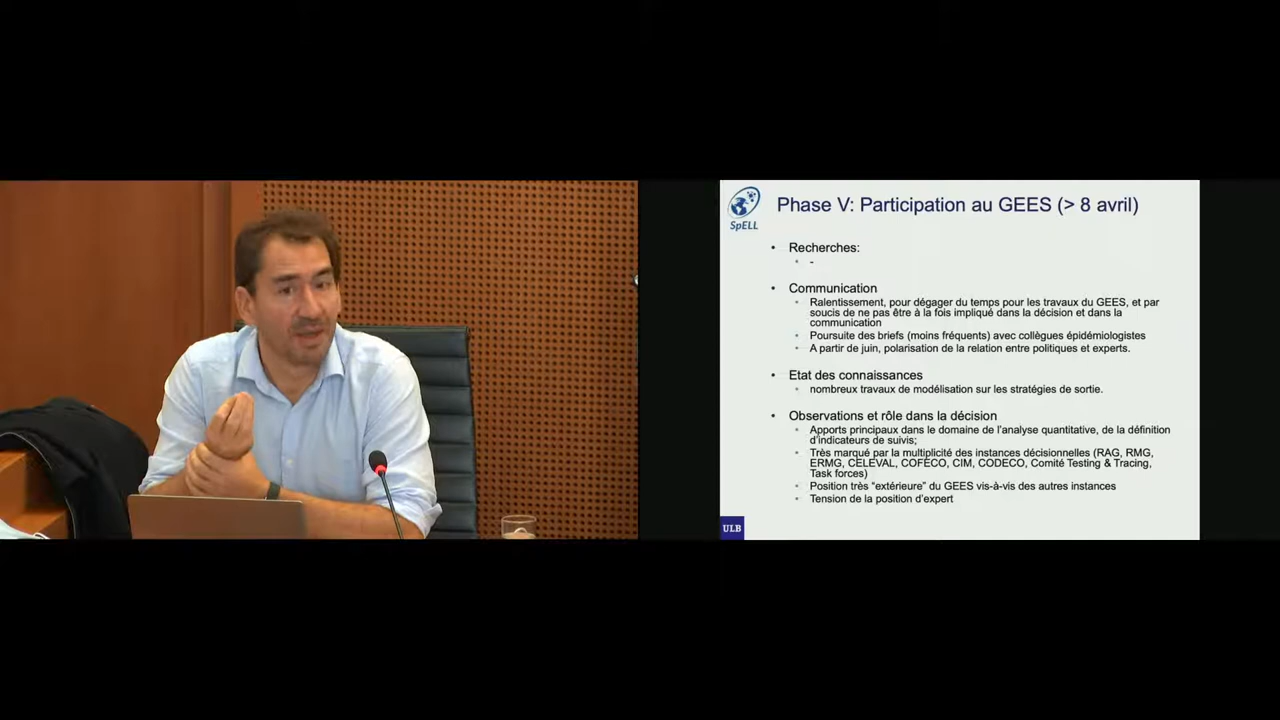 SpELL
Phase V: Participation au GEES (> 8 avril)
• Recherches:
• -
• Communication
• Ralentissement, pour dégager du temps pour les travaux du GEES, et par
soucis de ne pas être à la fois impliqué dans la décision et dans la
communication
• Poursuite des briefs (moins fréquents) avec collègues épidémiologistes
• A partir de juin, polarisation de la relation entre politiques et experts.
• Etat des connaissances
• nombreux travaux de modélisation sur les stratégies de sortie.
• Observations et rôle dans la décision
• Apports principaux dans le domaine de l'analyse quantitative, de la définition
d'indicateurs de suivis;
• Très marqué par la multiplicité des instances décisionnelles (RAG, RMG,
ERMG, CELEVAL, COFECO, CIM, CODECO, Comité Testing & Tracing,
Task forces)
• Position très “extérieure” du GEES vis-à-vis des autres instances
• Tension de la position d'expert
ULB